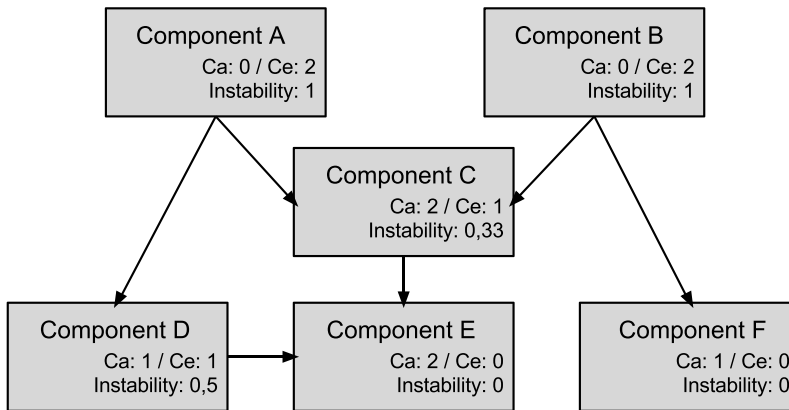 Component A
Ca: 0 / Ce: 2
Instability: 1
Component B
Ca: 0 / Ce: 2
Instability: 1
Component C
Ca: 2 / Ce: 1
Instability: 0,33
Component D
Ca: 1 / Ce: 1
Instability: 0,5
Component E
Ca: 2 / Ce: 0
Instability: 0
Component F
Ca: 1 / Ce: 0
Instability: 0